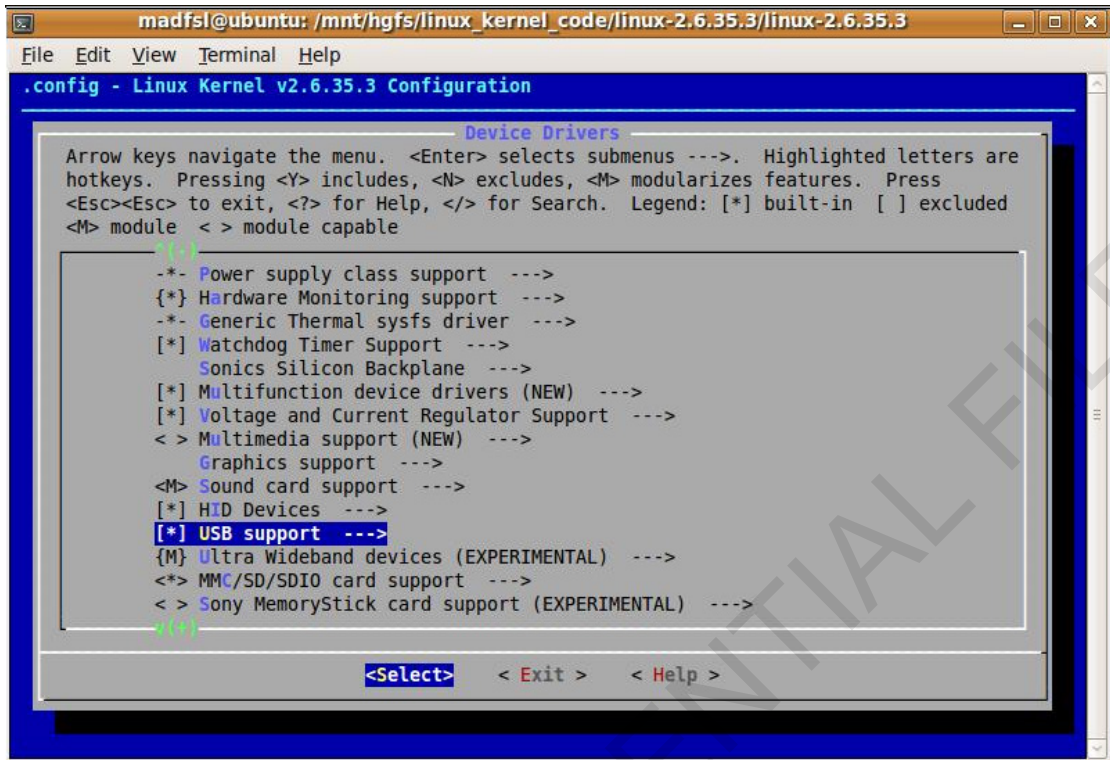 madfsl@ubuntu: /mnt/hgfs/linux_kernel_code/linux-2.6.35.3/linux-2.6.35.3
File Edit View Terminal Help
.config - Linux Kernel v2.6.35.3 Configuration
Device Drivers
Arrow keys navigate the menu. <Enter> selects submenus --->. Highlighted letters are
hotkeys. Pressing <Y> includes, <N> excludes, <M> modularizes features. Press
<Esc><Esc> to exit, <?> for Help, </> for Search. Legend: [*] built-in [ ] excluded
<M> module < > module capable
^(-)
-*- Power supply class support --->
{*} Hardware Monitoring support --->
-*- Generic Thermal sysfs driver --->
[*] Watchdog Timer Support --->
Sonics Silicon Backplane --->
[*] Multifunction device drivers (NEW) --->
[*] Voltage and Current Regulator Support --->
< > Multimedia support (NEW) --->
Graphics support --->
<M> Sound card support --->
[*] HID Devices --->
[*] USB support --->
{M} Ultra Wideband devices (EXPERIMENTAL) --->
<*> MMC/SD/SDIO card support --->
< > Sony MemoryStick card support (EXPERIMENTAL) --->
v(+)
<Select> < Exit > < Help >